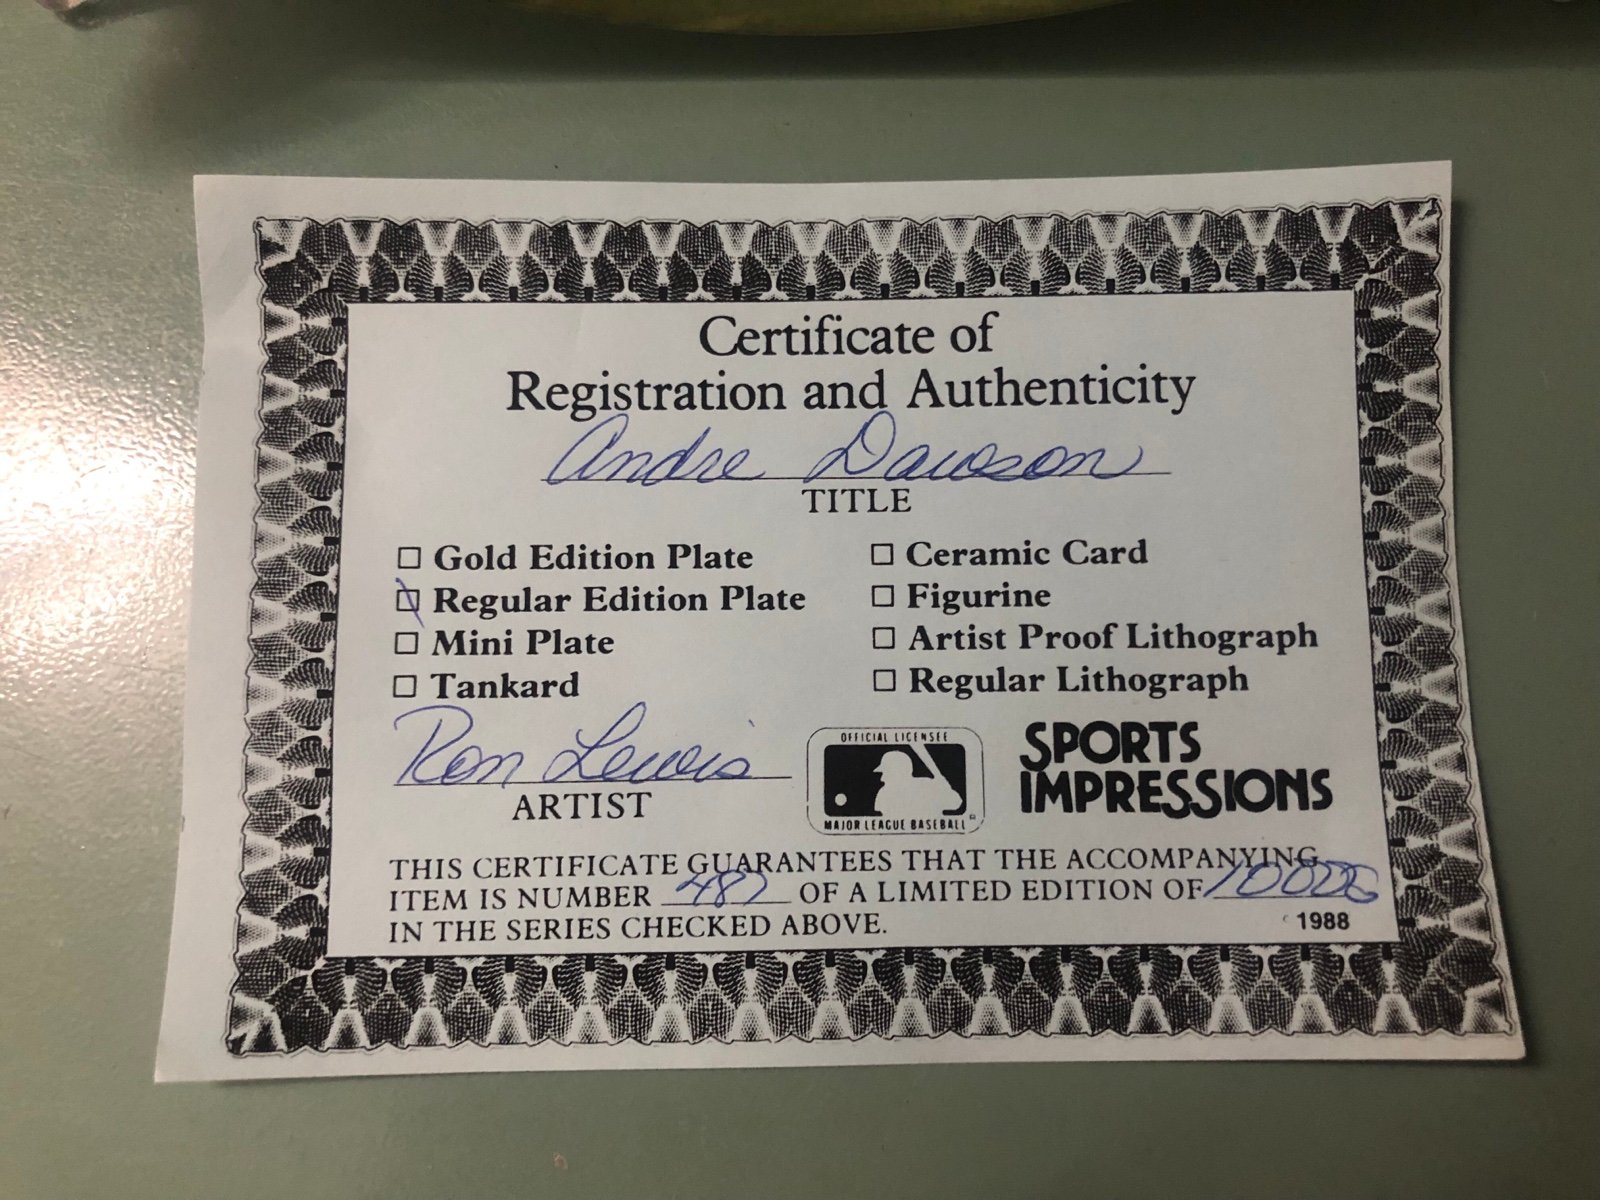 Certificate of
Registration and Authenticity
Andre Dawson
TITLE
☐ Gold Edition Plate
☐ Regular Edition Plate
☐ Mini Plate
☐ Tankard
☐ Ceramic Card
☐ Figurine
☐ Artist Proof Lithograph
☐ Regular Lithograph
Ron Lewis
ARTIST
OFFICIAL LICENSEE
MAJOR LEAGUE BASEBALL
SPORTS
IMPRESSIONS
THIS CERTIFICATE GUARANTEES THAT THE ACCOMPANYING
ITEM IS NUMBER 487 OF A LIMITED EDITION OF
IN THE SERIES CHECKED ABOVE.
1988